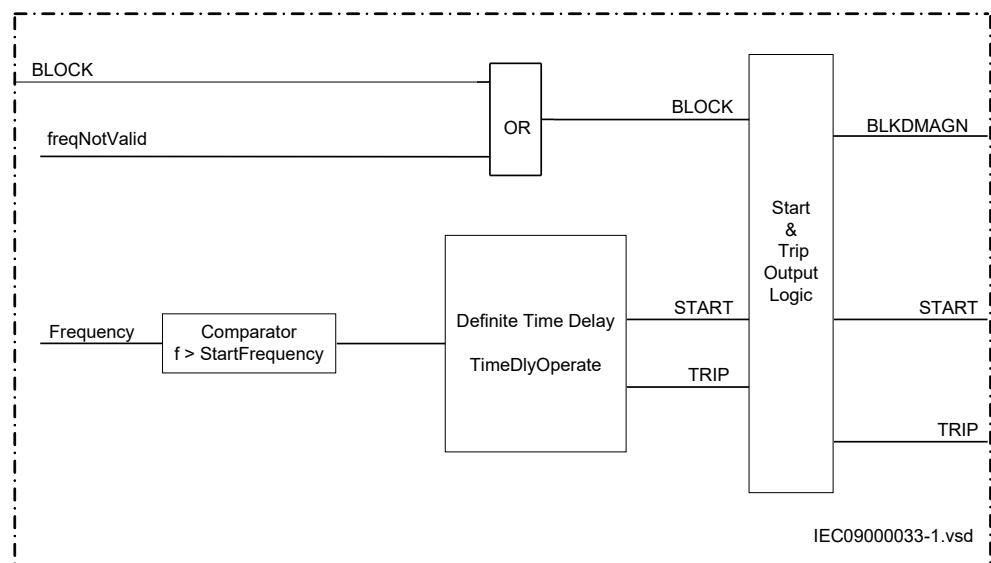 BLOCK
freqNotValid
OR
BLOCK
BLKDMAGN
Start
&
Trip
Output
Logic
Frequency
Comparator
f > StartFrequency
Definite Time Delay
TimeDlyOperate
START
TRIP
START
TRIP
IEC09000033-1.vsd